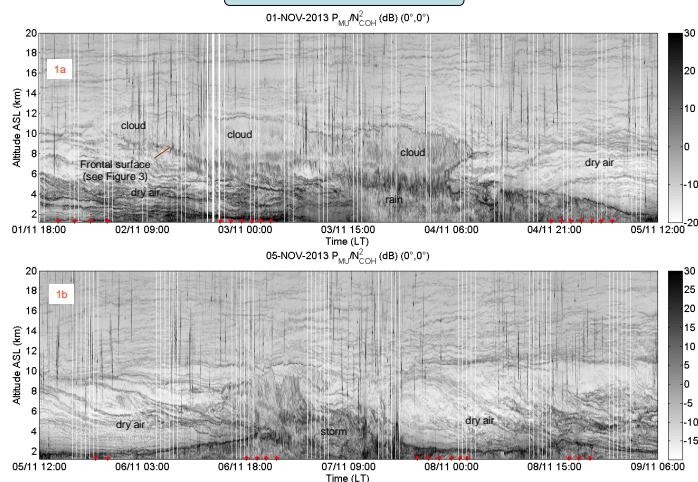 01-NOV-2013 P_MU/N²_COH (dB) (0°,0°)
1a
Altitude ASL (km)
20
18
16
14
12
10
8
6
4
2
cloud
cloud
cloud
Frontal surface
(see Figure 3)
dry air
dry air
rain
30
20
10
0
-10
-20
01/11 18:00 02/11 09:00 03/11 00:00 03/11 15:00 04/11 06:00 04/11 21:00 05/11 12:00
Time (LT)
05-NOV-2013 P_MU/N²_COH (dB) (0°,0°)
1b
Altitude ASL (km)
20
18
16
14
12
10
8
6
4
2
dry air
storm
dry air
30
25
20
15
10
5
0
-5
-10
-15
05/11 12:00 06/11 03:00 06/11 18:00 07/11 09:00 08/11 00:00 08/11 15:00 09/11 06:00
Time (LT)